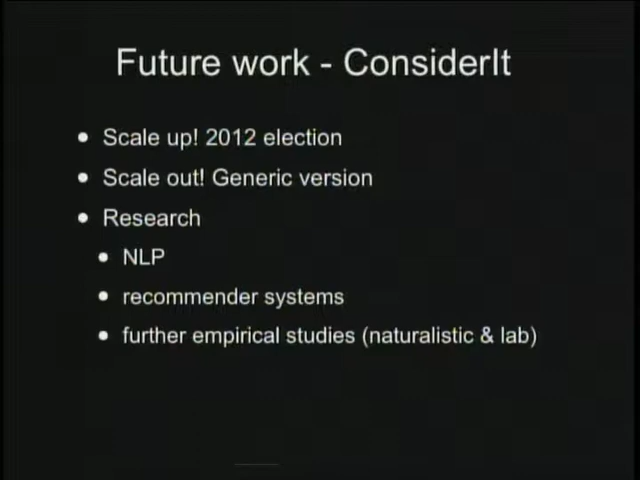 Future work - ConsiderIt
• Scale up! 2012 election
• Scale out! Generic version
• Research
• NLP
• recommender systems
• further empirical studies (naturalistic & lab)